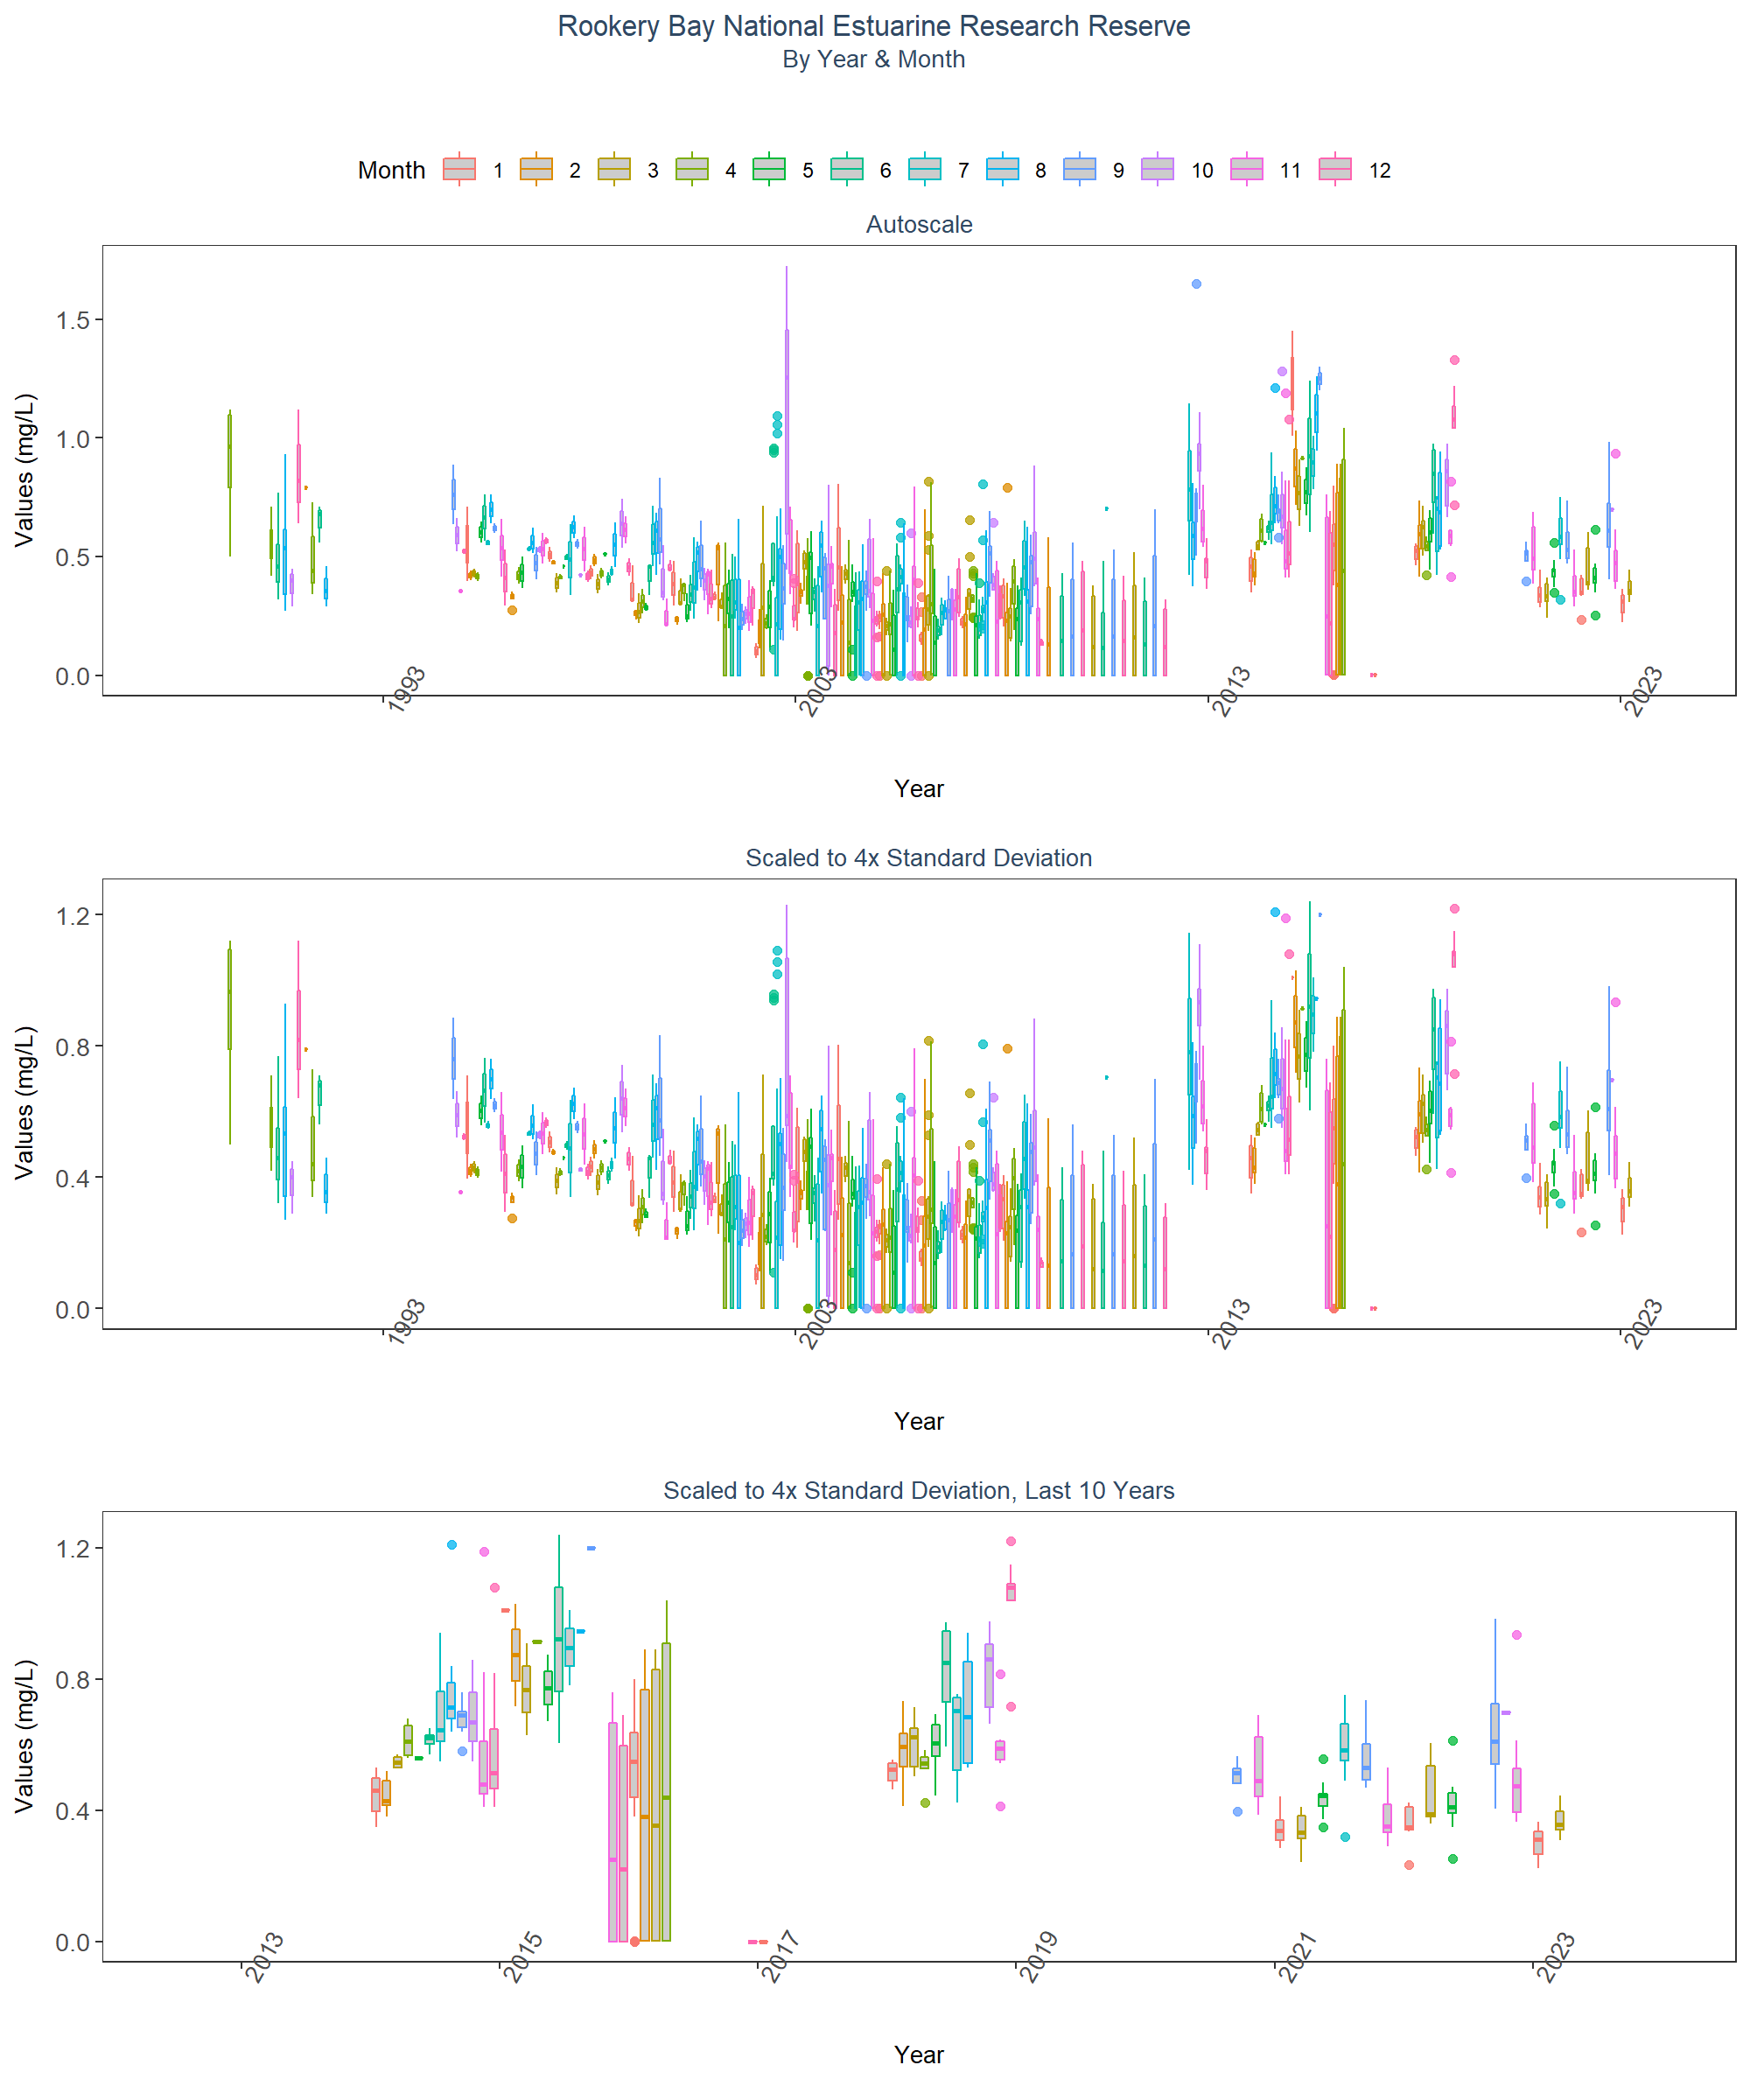 Rookery Bay National Estuarine Research Reserve
By Year & Month
Month 1 2 3 4 5 6 7 8 9 10 11 12
Autoscale
Values (mg/L)
1.5
1.0
0.5
0.0
1993 2003 2013 2023
Year
Scaled to 4x Standard Deviation
Values (mg/L)
1.2
0.8
0.4
0.0
1993 2003 2013 2023
Year
Scaled to 4x Standard Deviation, Last 10 Years
Values (mg/L)
1.2
0.8
0.4
0.0
2013 2015 2017 2019 2021 2023
Year